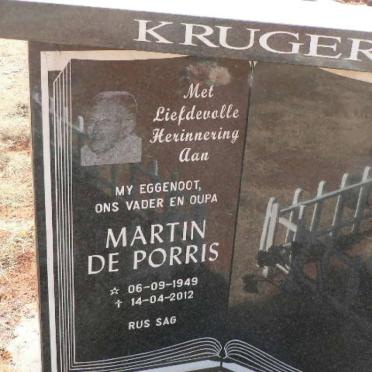 KRUGER
Met
Liefdevolle
Herinnering
Aan
MY EGGENOOT,
ONS VADER EN OUPA
MARTIN
DE PORRIS
☆ 06-09-1949
✝ 14-04-2012
RUS SAG